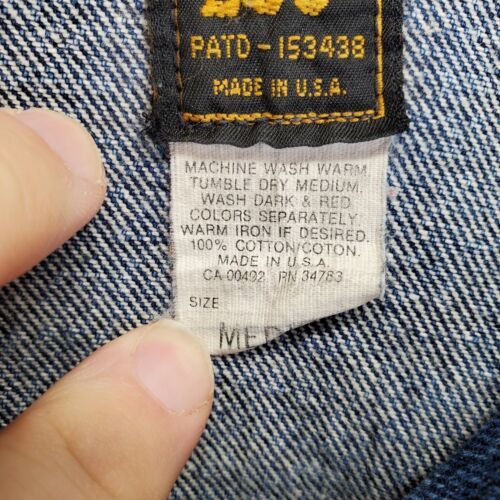 PATD-153438
MADE IN U.S.A.
MACHINE WASH WARM
TUMBLE DRY MEDIUM.
WASH DARK & RED
COLORS SEPARATELY
WARM IRON IF DESIRED.
100% COTTON/COTON.
MADE IN U.S.A.
CA 00492 RN 34783
SIZE